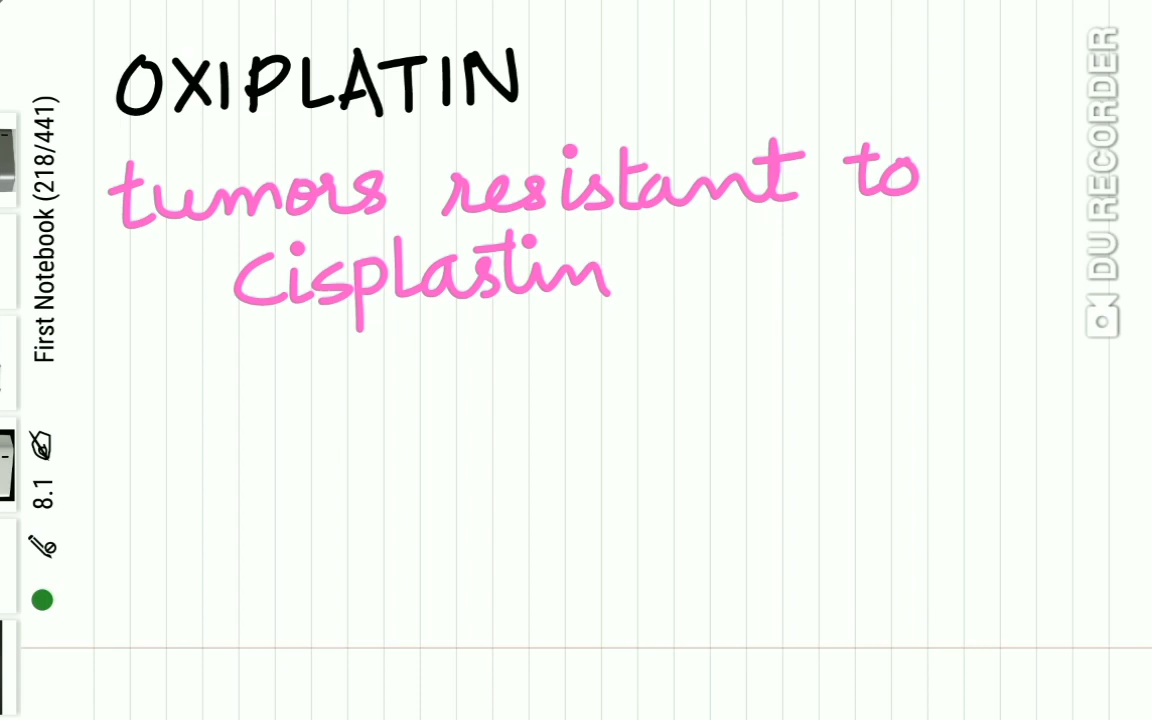 OXIPLATIN
tumors resistant to
Cisplastin
First Notebook (218/441)
8.1
DU RECORDER